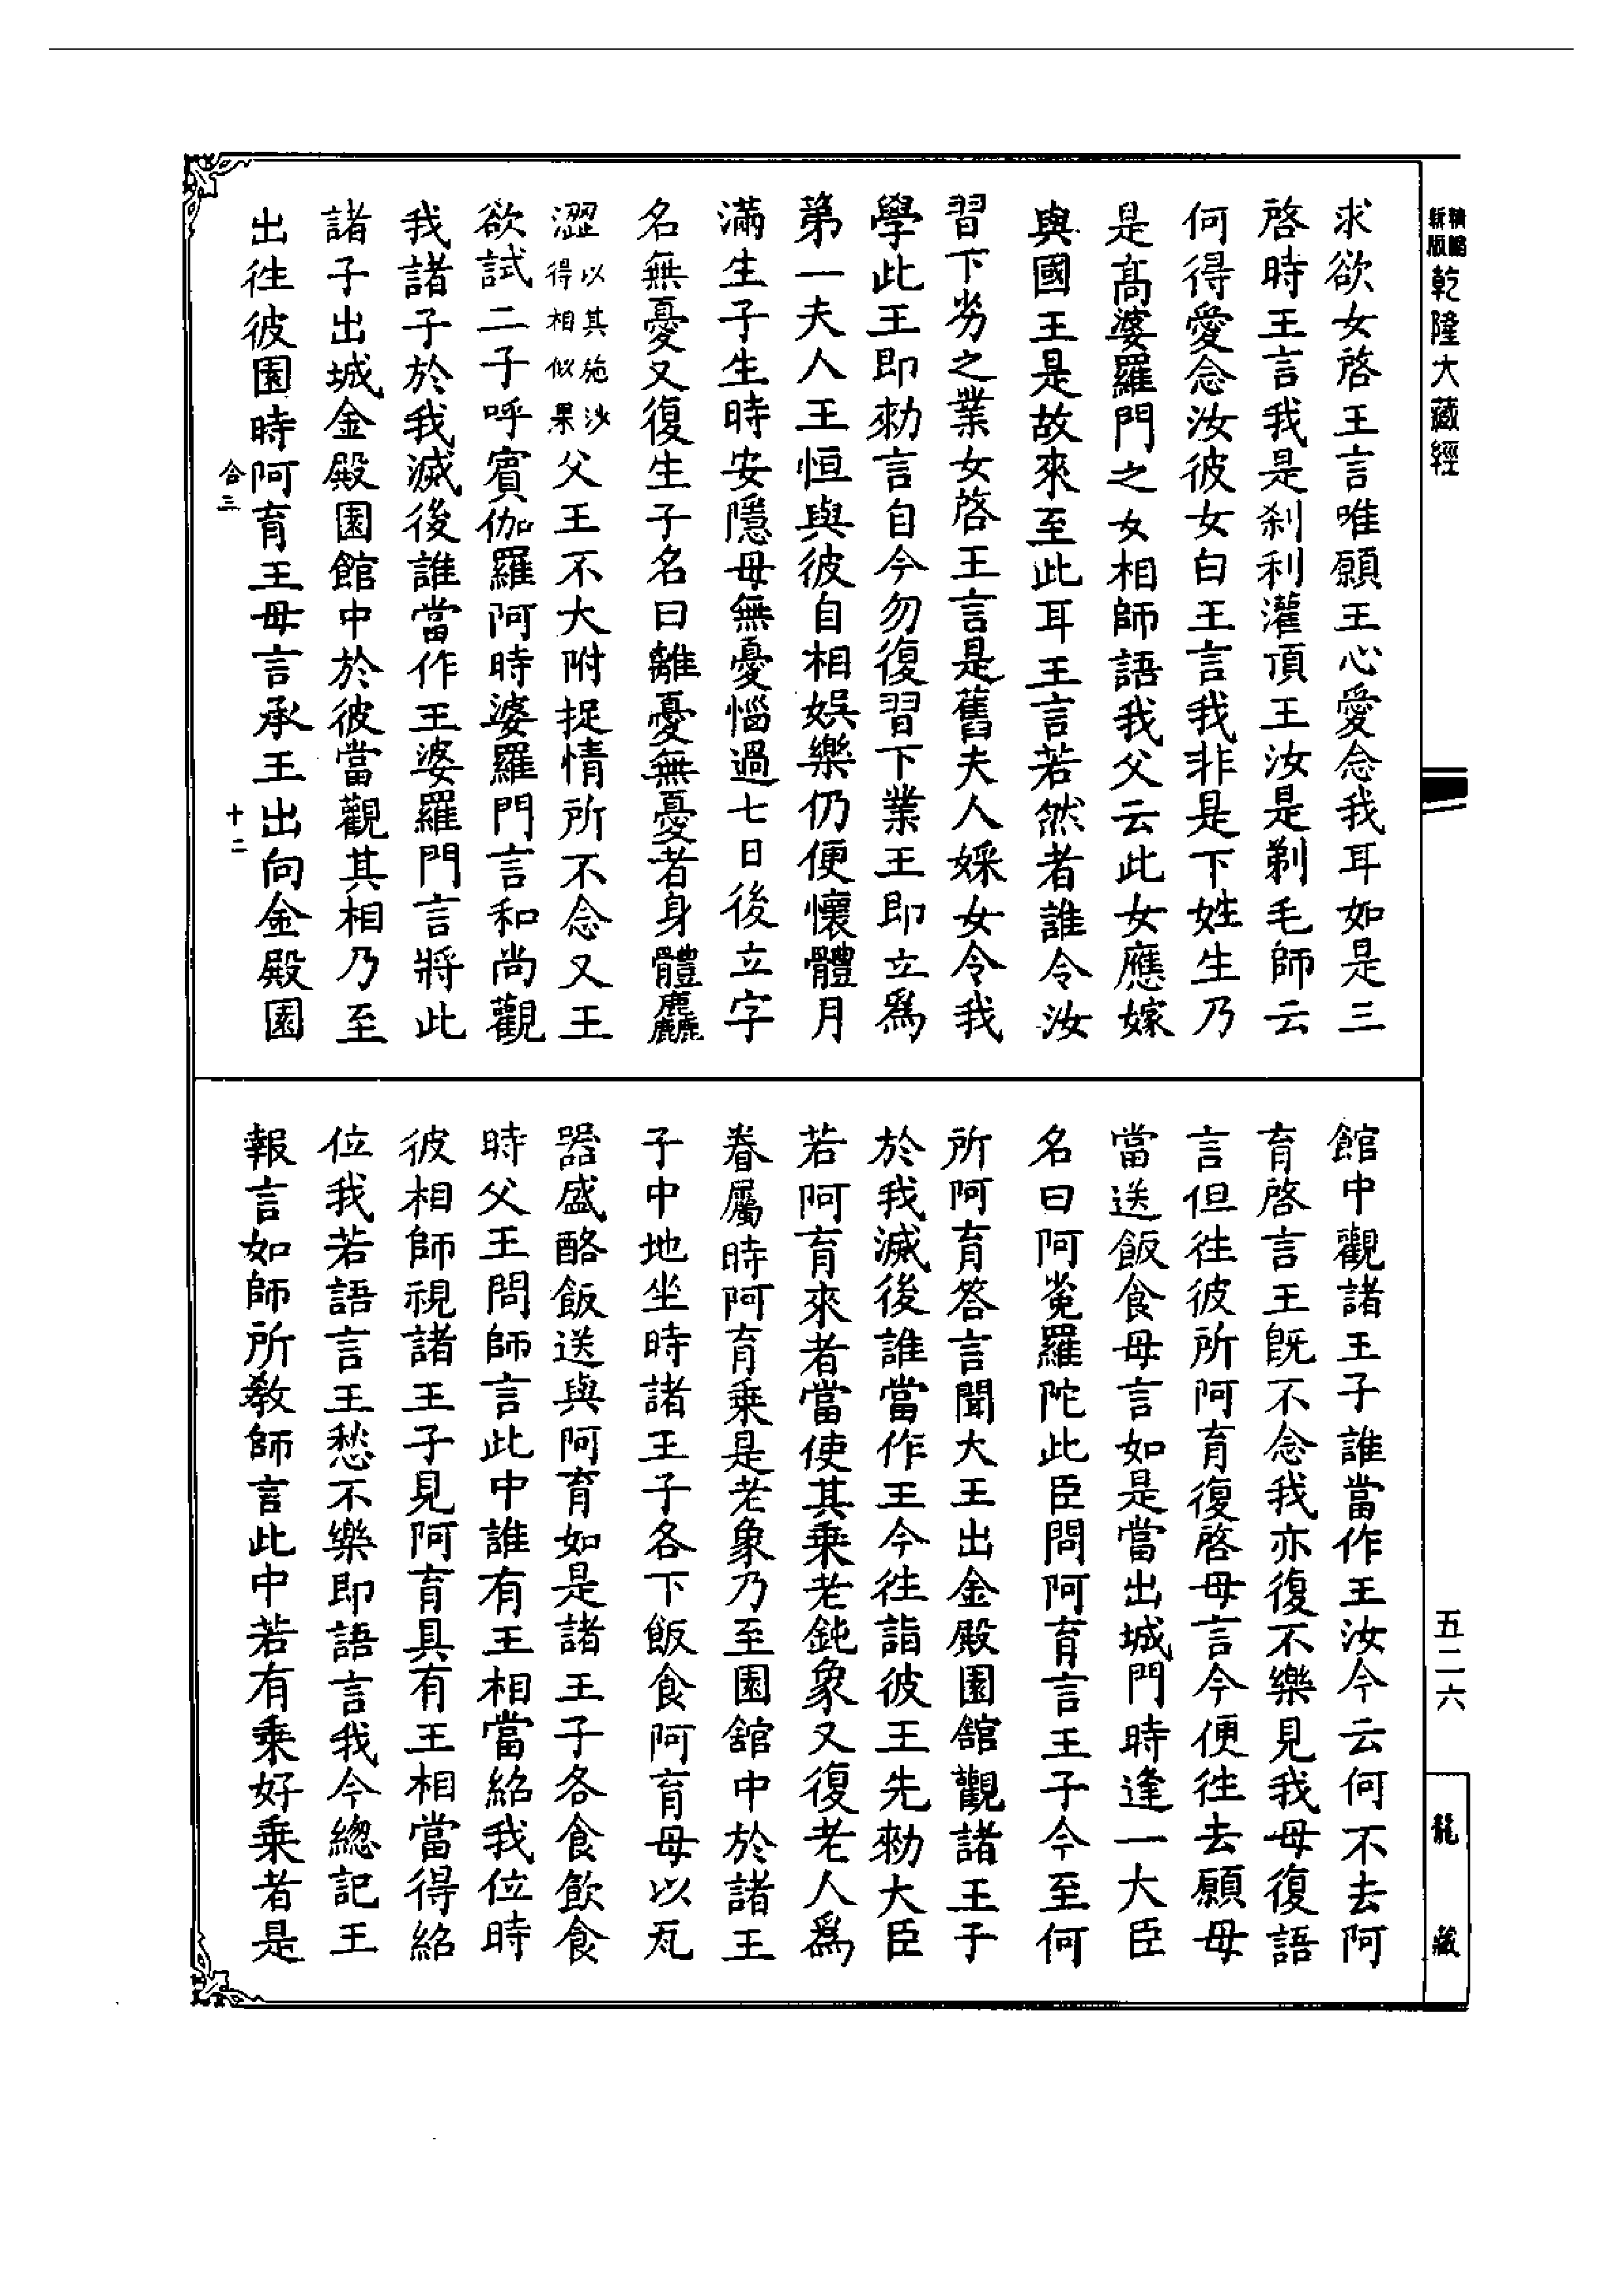 新版精縮乾隆大藏經
求欲女啓王言唯願王心愛念我耳如是三
啓時王言我是刹利灌頂王汝是剃毛師云
何得愛念汝彼女白王言我非是下姓生乃
是髙婆羅門之女相師語我父云此女應嫁
與國王是故來至此耳王言若然者誰令汝
習下劣之業女啓王言是舊夫人婇女令我
學此王即勑言自今勿復習下業王即立爲
第一夫人王恒與彼自相娛樂仍便懷體月
滿生子生時安隱母無憂惱過七日後立字
名無憂又復生子名曰離憂無憂者身體麤
澀以其施沙得相似果父王不大附捉情所不念又王
欲試二子呼賓伽羅阿時婆羅門言和尚觀
我諸子於我滅後誰當作王婆羅門言將此
諸子出城金殿園館中於彼當觀其相乃至
出往彼園時阿育王母言承王出向金殿園
合三
十二
館中觀諸王子誰當作王汝今云何不去阿
育啓言王既不念我亦復不樂見我母復語
言但往彼所阿育復啓母言今便往去願母
當送飯食母言如是當出城門時逢一大臣
名曰阿㝹羅陀此臣問阿育言王子今至何
所阿育答言聞大王出金殿園舘觀諸王子
於我滅後誰當作王今往詣彼王先勑大臣
若阿育來者當使其乘老鈍象又復老人爲
眷屬時阿育乘是老象乃至園舘中於諸王
子中地坐時諸王子各下飯食阿育母以瓦
器盛酪飯送與阿育如是諸王子各食飲食
時父王問師言此中誰有王相當紹我位時
彼相師視諸王子見阿育具有王相當得紹
位我若語言王愁不樂即語言我今總記王
報言如師所教師言此中若有乘好乘者是
五二六
龍藏